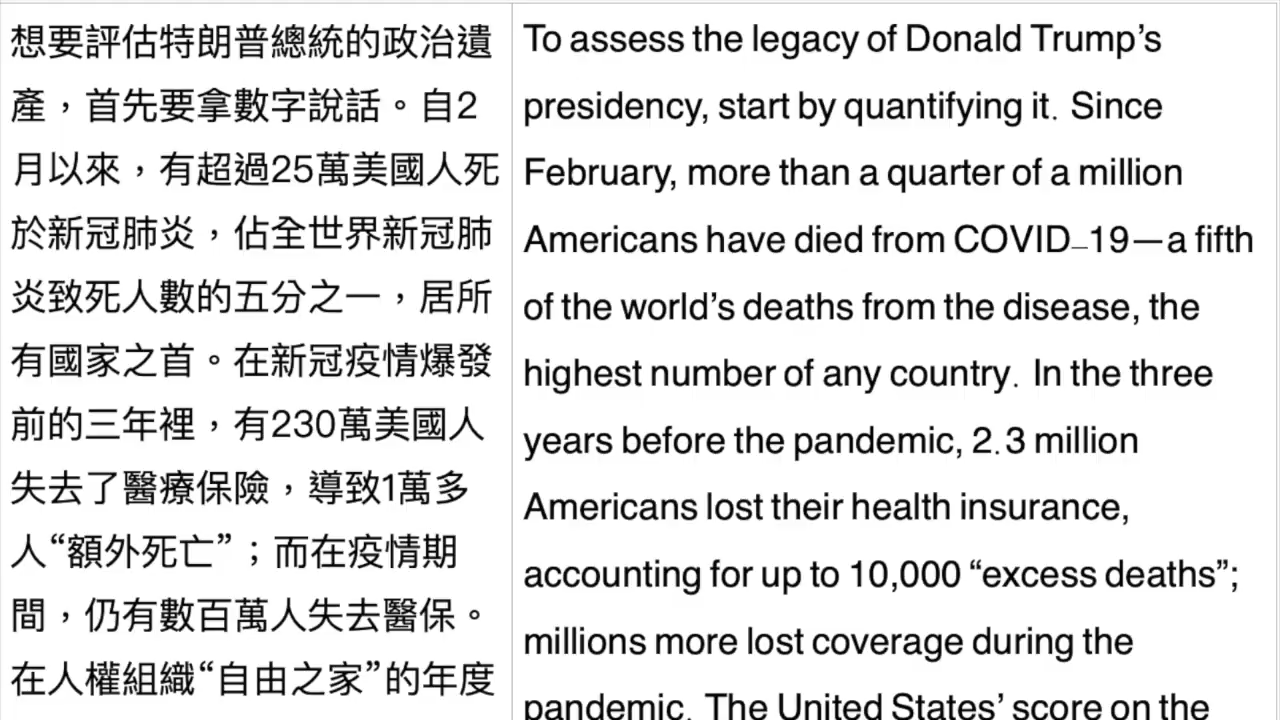 想要評估特朗普總統的政治遺
產，首先要拿數字說話。自2
月以來，有超過25萬美國人死
於新冠肺炎，佔全世界新冠肺
炎致死人數的五分之一，居所
有國家之首。在新冠疫情爆發
前的三年裡，有230萬美國人
失去了醫療保險，導致1萬多
人“額外死亡”；而在疫情期
間，仍有數百萬人失去醫保。
在人權組織“自由之家”的年度
To assess the legacy of Donald Trump’s
presidency, start by quantifying it. Since
February, more than a quarter of a million
Americans have died from COVID–19—a fifth
of the world’s deaths from the disease, the
highest number of any country. In the three
years before the pandemic, 2.3 million
Americans lost their health insurance,
accounting for up to 10,000 “excess deaths”;
millions more lost coverage during the
pandemic. The United States’ score on the